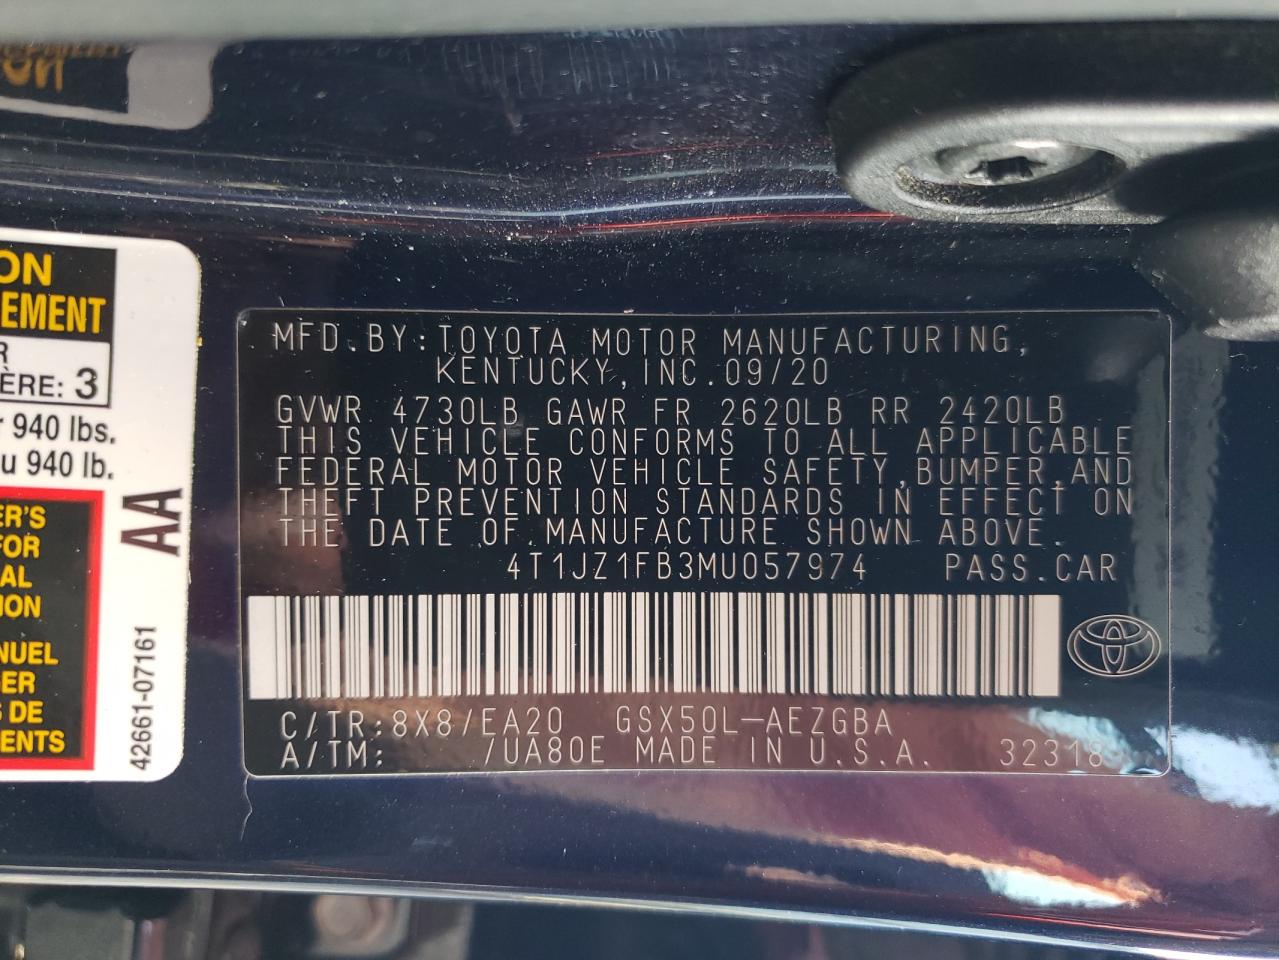 ON
EMENT
R
ÈRE: 3
940 lbs.
u 940 lb.
ER'S
FOR
AL
ION
NUEL
GER
S DE
ENTS
AA
42661-07161
MFD.BY:TOYOTA MOTOR MANUFACTURING,
KENTUCKY,INC.09/20
GVWR 4730LB GAWR FR 2620LB RR 2420LB
THIS VEHICLE CONFORMS TO ALL APPLICABLE
FEDERAL MOTOR VEHICLE SAFETY,BUMPER,AND
THEFT PREVENTION STANDARDS IN EFFECT ON
THE DATE OF MANUFACTURE SHOWN ABOVE.
4T1JZ1FB3MU057974 PASS.CAR
C/TR:8X8/EA20 GSX50L-AEZGBA
A/TM: /UA80E MADE IN U.S.A. 32318